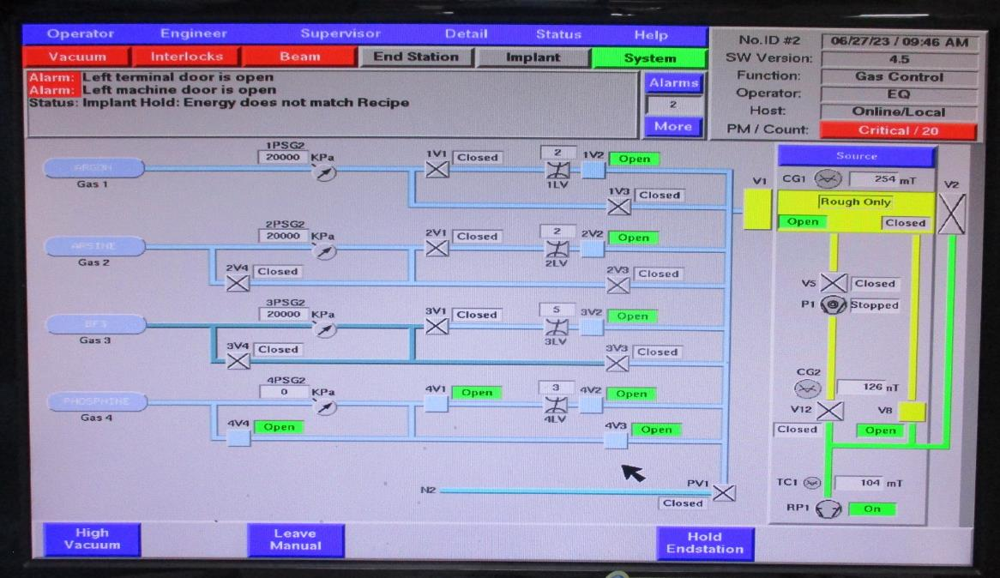 Operator Engineer Supervisor Detail Status Help
No.ID #2 06/27/23 / 09:46 AM
Vacuum Interlocks Beam End Station Implant System
SW Version: 4.5
Alarm: Left terminal door is open
Alarm: Left machine door is open
Status: Implant Hold: Energy does not match Recipe
Alarms
2
More
Function: Gas Control
Operator: EQ
Host: Online/Local
PM / Count: Critical / 20
1PSG2
20000 KPa
ARGON
Gas 1
1V1 Closed
2
1LV
1V2 Open
1V3 Closed
2PSG2
20000 KPa
ARSINE
Gas 2
2V4 Closed
2V1 Closed
2
2LV
2V2 Open
2V3 Closed
3PSG2
20000 KPa
BF3
Gas 3
3V4 Closed
3V1 Closed
5
3LV
3V2 Open
3V3 Closed
4PSG2
0 KPa
PHOSPHINE
Gas 4
4V4 Open
4V1 Open
3
4LV
4V2 Open
4V3 Open
N2
PV1
Closed
Source
V1
CG1 254 mT
V2
Rough Only
Open Closed
V5 Closed
P1 Stopped
CG2
126 mT
V12 V8
Closed Open
TC1 104 mT
RP1 On
High Vacuum
Leave Manual
Hold Endstation